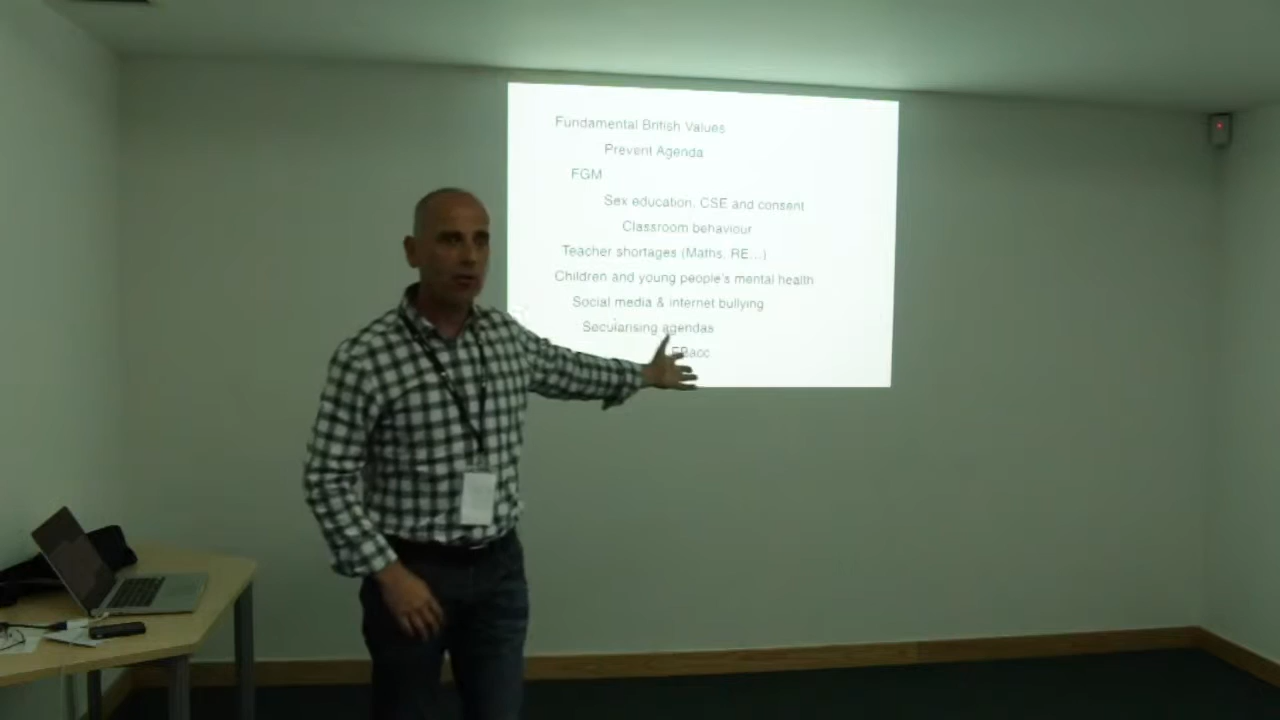 Fundamental British Values
Prevent Agenda
FGM
Sex education, CSE and consent
Classroom behaviour
Teacher shortages (Maths, RE...)
Children and young people's mental health
Social media & internet bullying
Secularising agendas
EBacc